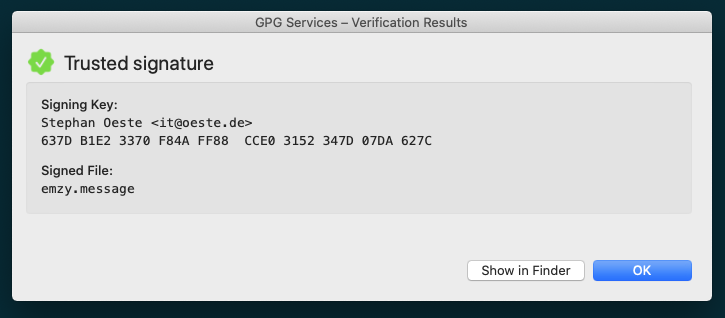 GPG Services – Verification Results
Trusted signature
Signing Key:
Stephan Oeste <it@oeste.de>
637D B1E2 3370 F84A FF88  CCE0 3152 347D 07DA 627C
Signed File:
emzy.message
Show in Finder
OK